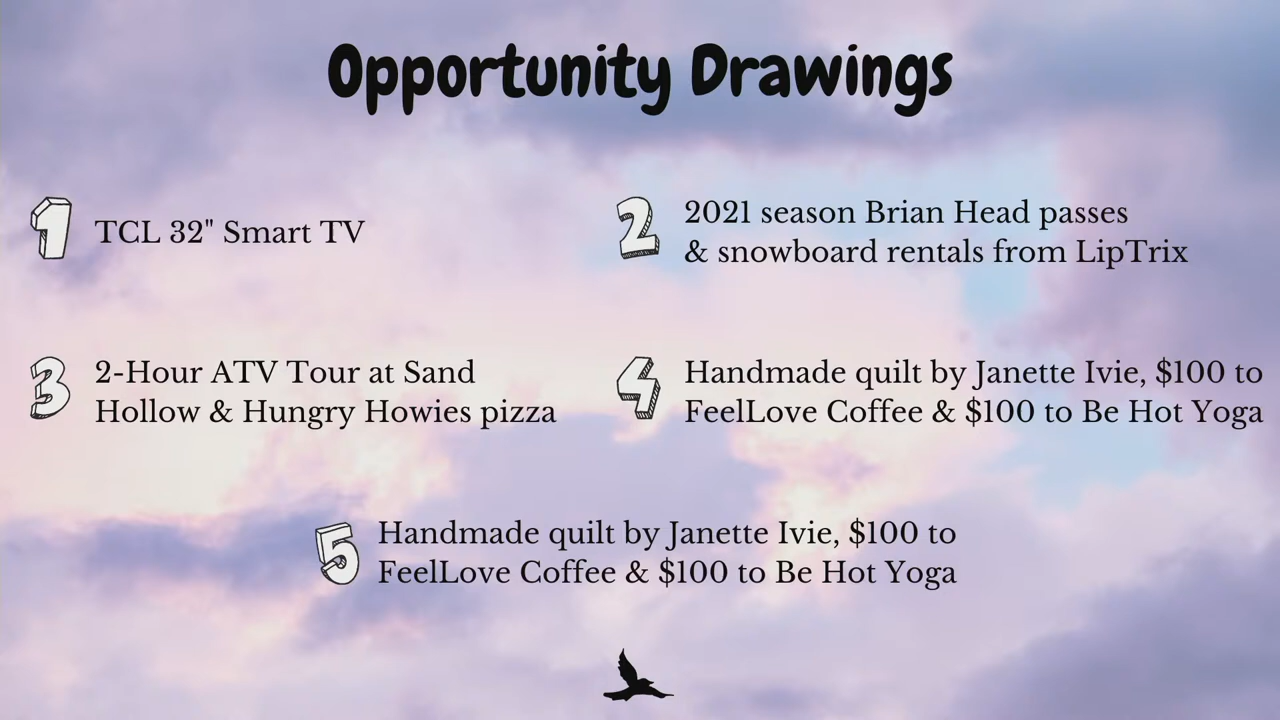 Opportunity Drawings
1 TCL 32" Smart TV
2 2021 season Brian Head passes
& snowboard rentals from LipTrix
3 2-Hour ATV Tour at Sand
Hollow & Hungry Howies pizza
4 Handmade quilt by Janette Ivie, $100 to
FeelLove Coffee & $100 to Be Hot Yoga
5 Handmade quilt by Janette Ivie, $100 to
FeelLove Coffee & $100 to Be Hot Yoga